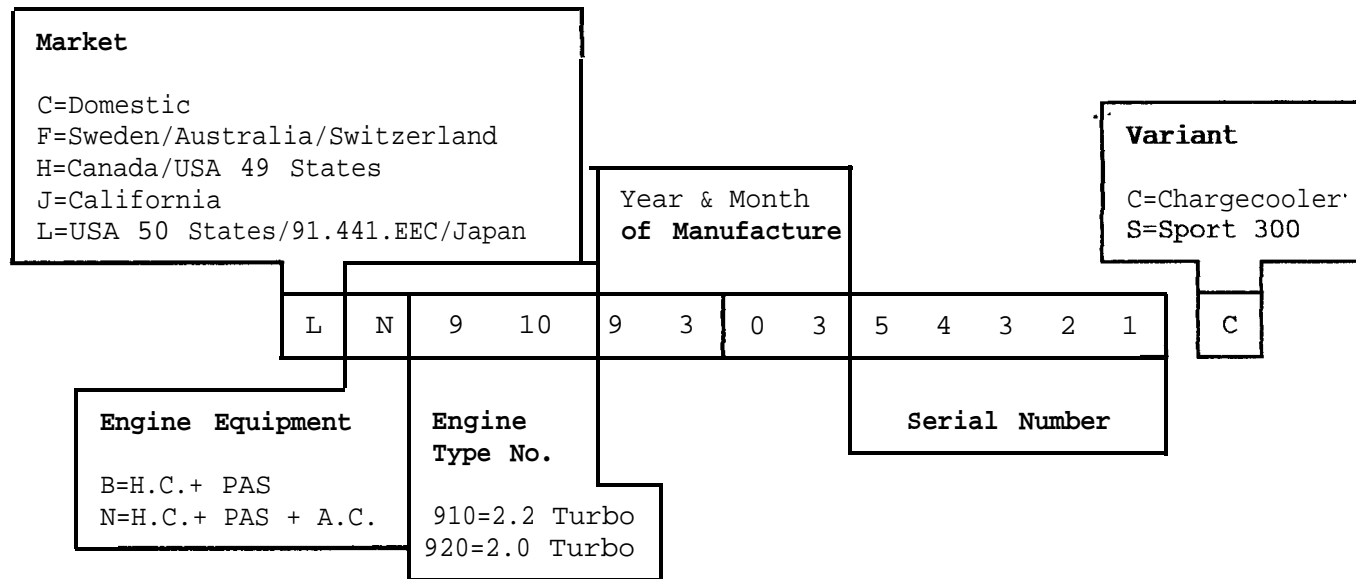 Market
C=Domestic
F=Sweden/Australia/Switzerland
H=Canada/USA 49 States
J=California
L=USA 50 States/91.441.EEC/Japan
Year & Month
of Manufacture
Variant
C=Chargecooler
S=Sport 300
L N 9 10 9 3 0 3 5 4 3 2 1 C
Engine Equipment
B=H.C.+ PAS
N=H.C.+ PAS + A.C.
Engine
Type No.
910=2.2 Turbo
920=2.0 Turbo
Serial Number